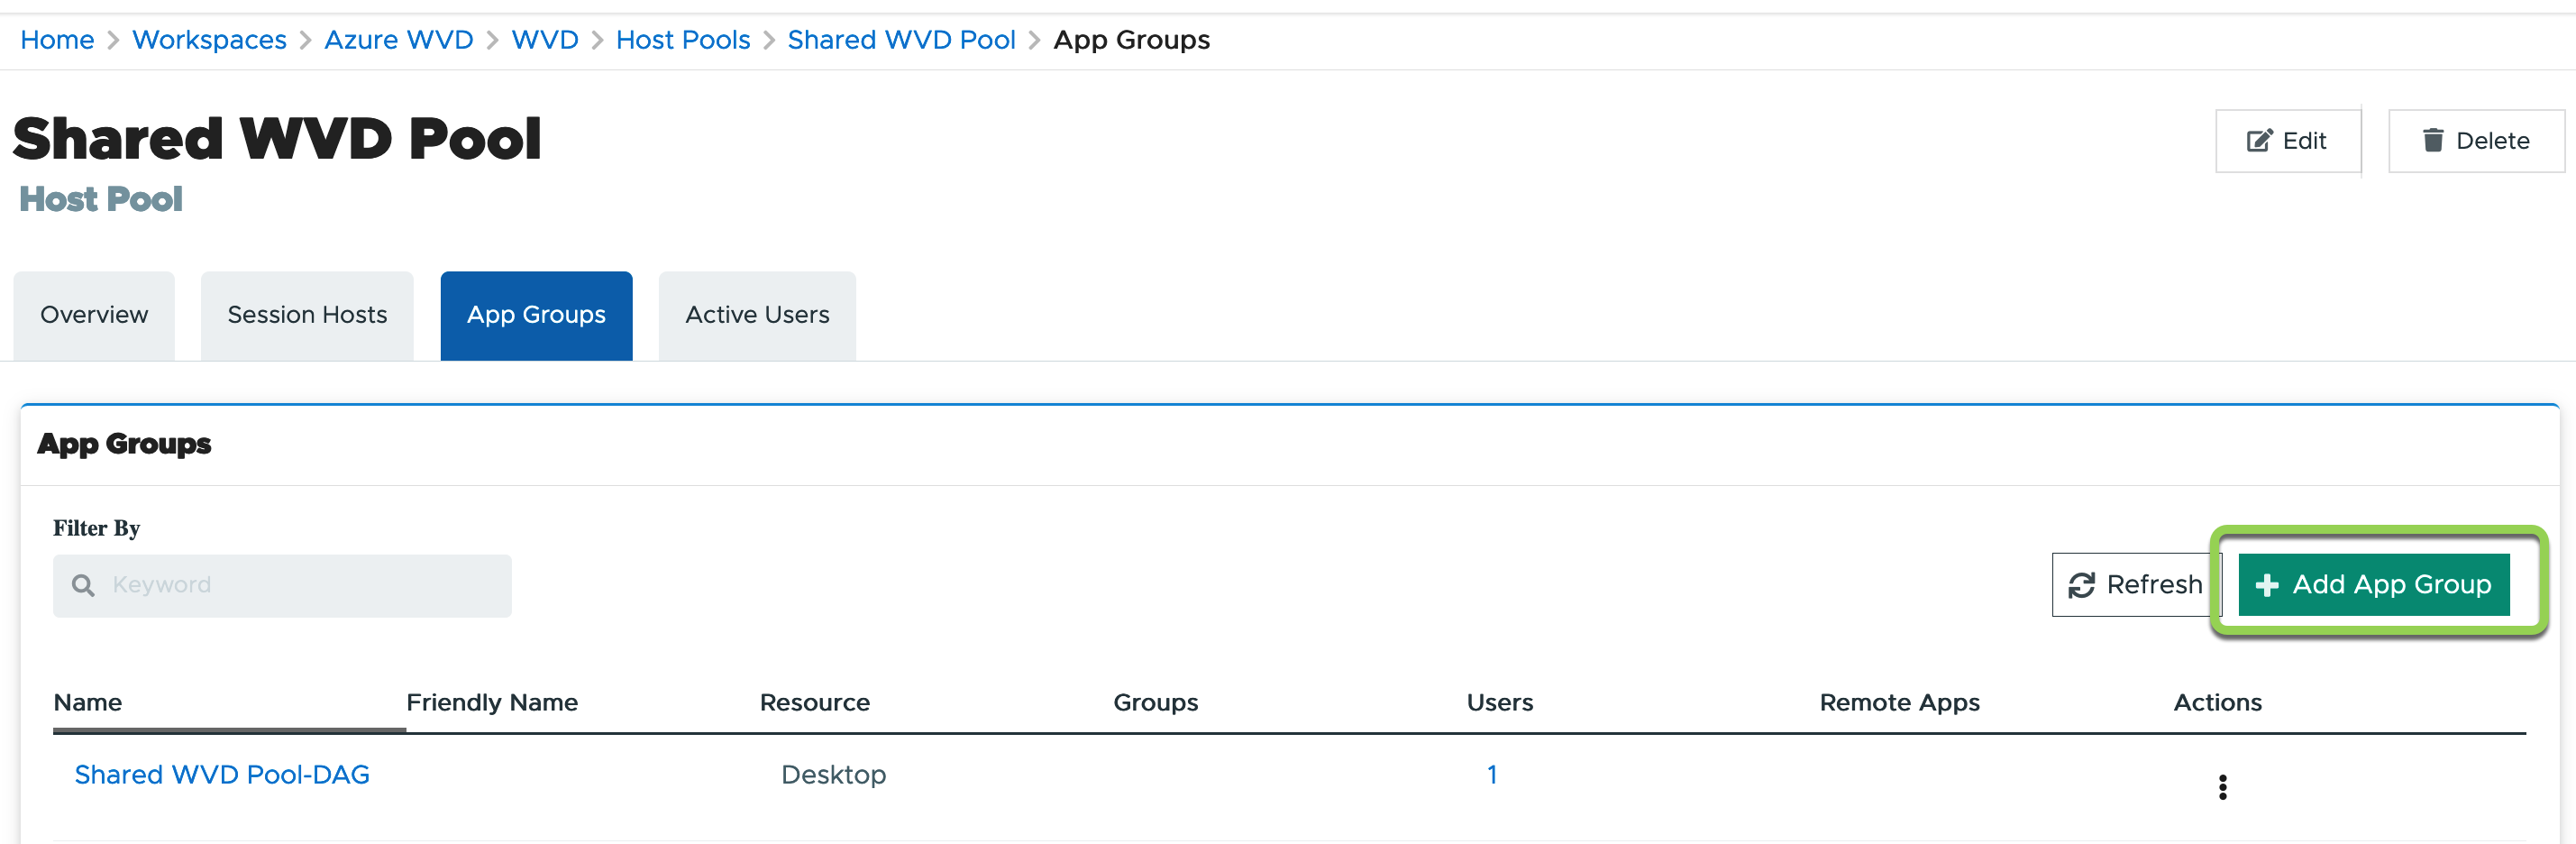 Home > Workspaces > Azure WVD > WVD > Host Pools > Shared WVD Pool > App Groups
Shared WVD Pool
Edit
Delete
Host Pool
Overview
Session Hosts
App Groups
Active Users
App Groups
Filter By
Keyword
Refresh
Add App Group
Name Friendly Name Resource Groups Users Remote Apps Actions
Shared WVD Pool-DAG Desktop 1